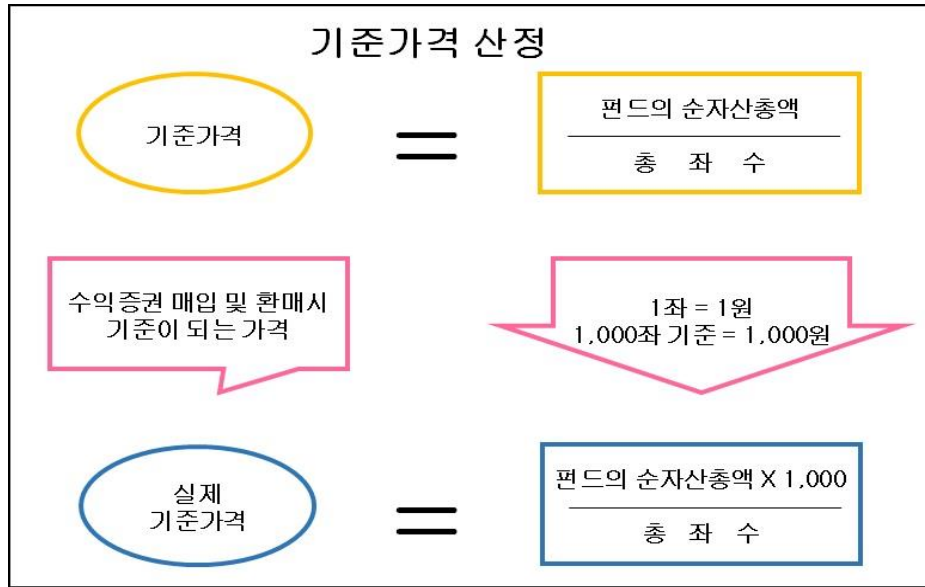 기준가격 산정
기준가격
=
펀드의 순자산총액
총 좌 수
수익증권 매입 및 환매시
기준이 되는 가격
1좌 = 1원
1,000좌 기준 = 1,000원
실제
기준가격
=
펀드의 순자산총액 X 1,000
총 좌 수